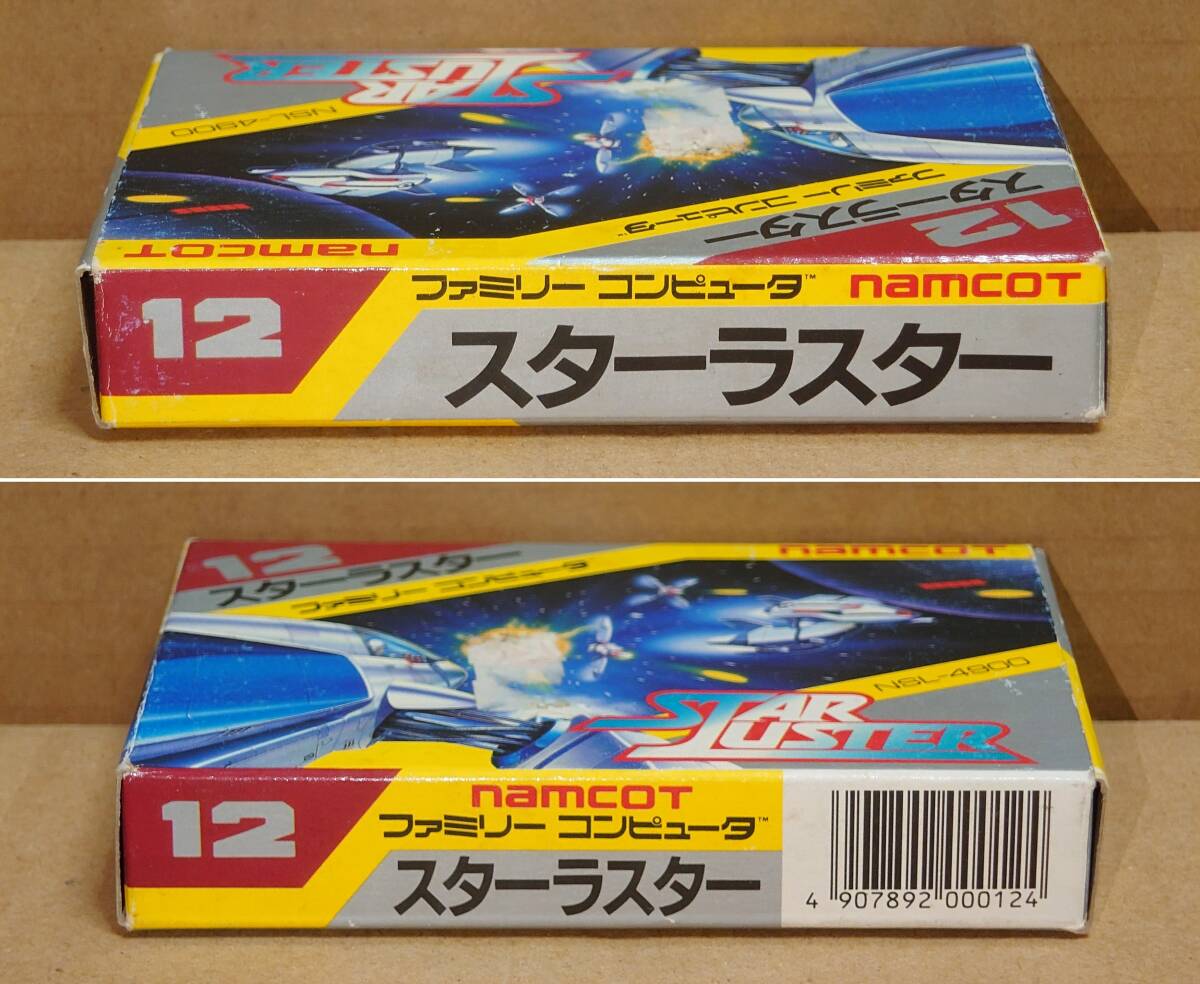 STAR
LUSTER
NSL-4900
ファミリー コンピュータ™
スターラスター
12
namcoT
12
ファミリー コンピュータ™
namcoT
スターラスター
12
スターラスター
ファミリー コンピュータ
namcoT
NSL-4900
STAR
LUSTER
12
namcoT
ファミリー コンピュータ™
スターラスター
4 907892 000124